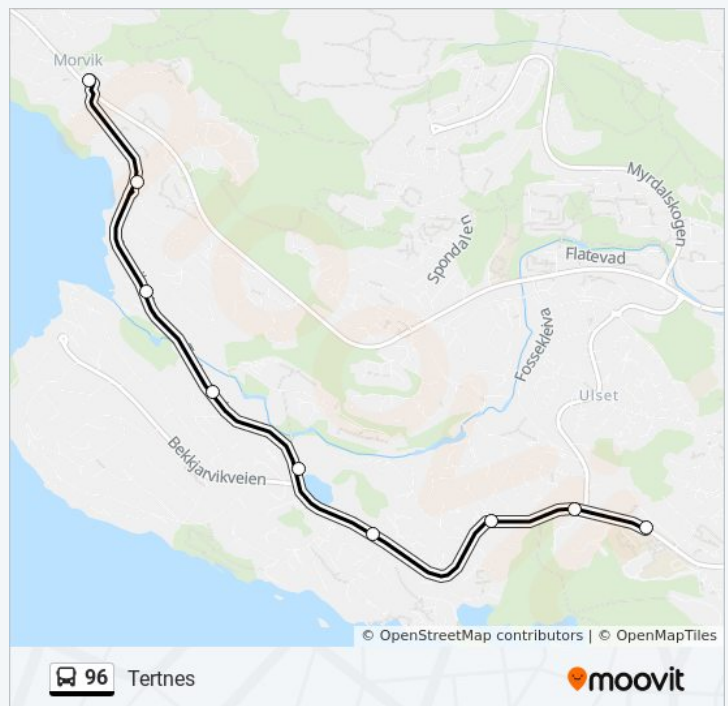 Morvik
Myrdalskogen
Spondalen
Flatevad
Fossekleiva
Ulset
Bekkjarvikveien
© OpenStreetMap contributors | © OpenMapTiles
96 Tertnes
moovit